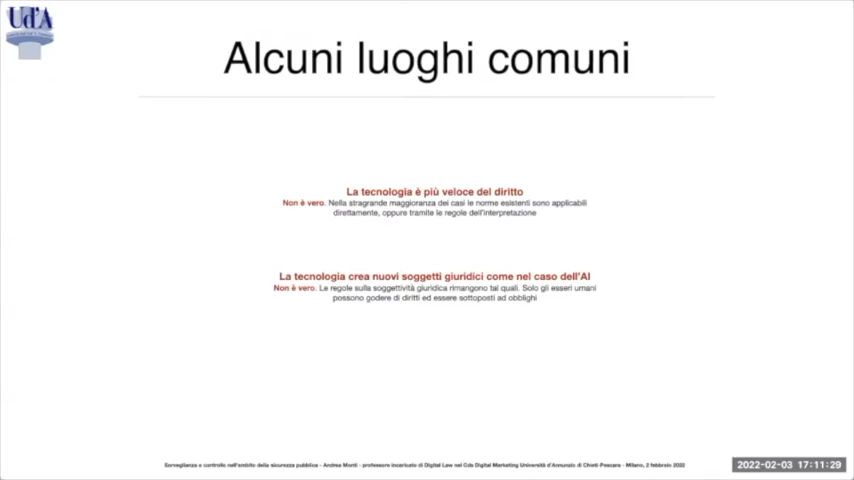 Ud'A
Alcuni luoghi comuni
La tecnologia è più veloce del diritto
Non è vero. Nella stragrande maggioranza dei casi le norme esistenti sono applicabili
direttamente, oppure tramite le regole dell'interpretazione
La tecnologia crea nuovi soggetti giuridici come nel caso dell'AI
Non è vero. Le regole sulla soggettività giuridica rimangono tal quali. Solo gli esseri umani
possono godere di diritti ed essere sottoposti ad obblighi
Sorveglianza e controllo nell'ambito della sicurezza pubblica - Andrea Monti - professore incaricato di Digital Law nel Cds Digital Marketing Università d'Annunzio di Chieti-Pescara - Milano, 2 febbraio 2022
2022-02-03 17:11:29